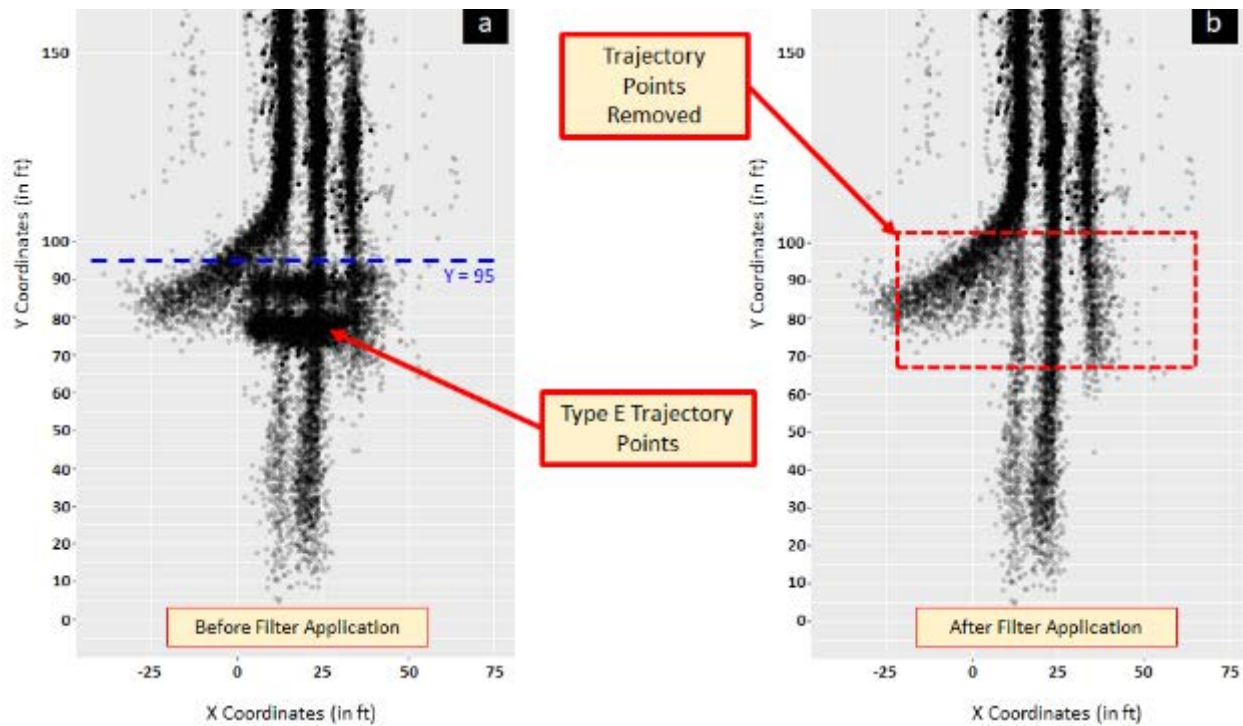 a
150
100
90
80
70
60
50
40
30
20
10
0
Y Coordinates (in ft)
Y = 95
Before Filter Application
-25
0
25
50
75
X Coordinates (in ft)
Trajectory
Points
Removed
Type E Trajectory
Points
b
150
100
90
80
70
60
50
40
30
20
10
0
Y Coordinates (in ft)
After Filter Application
-25
0
25
50
75
X Coordinates (in ft)